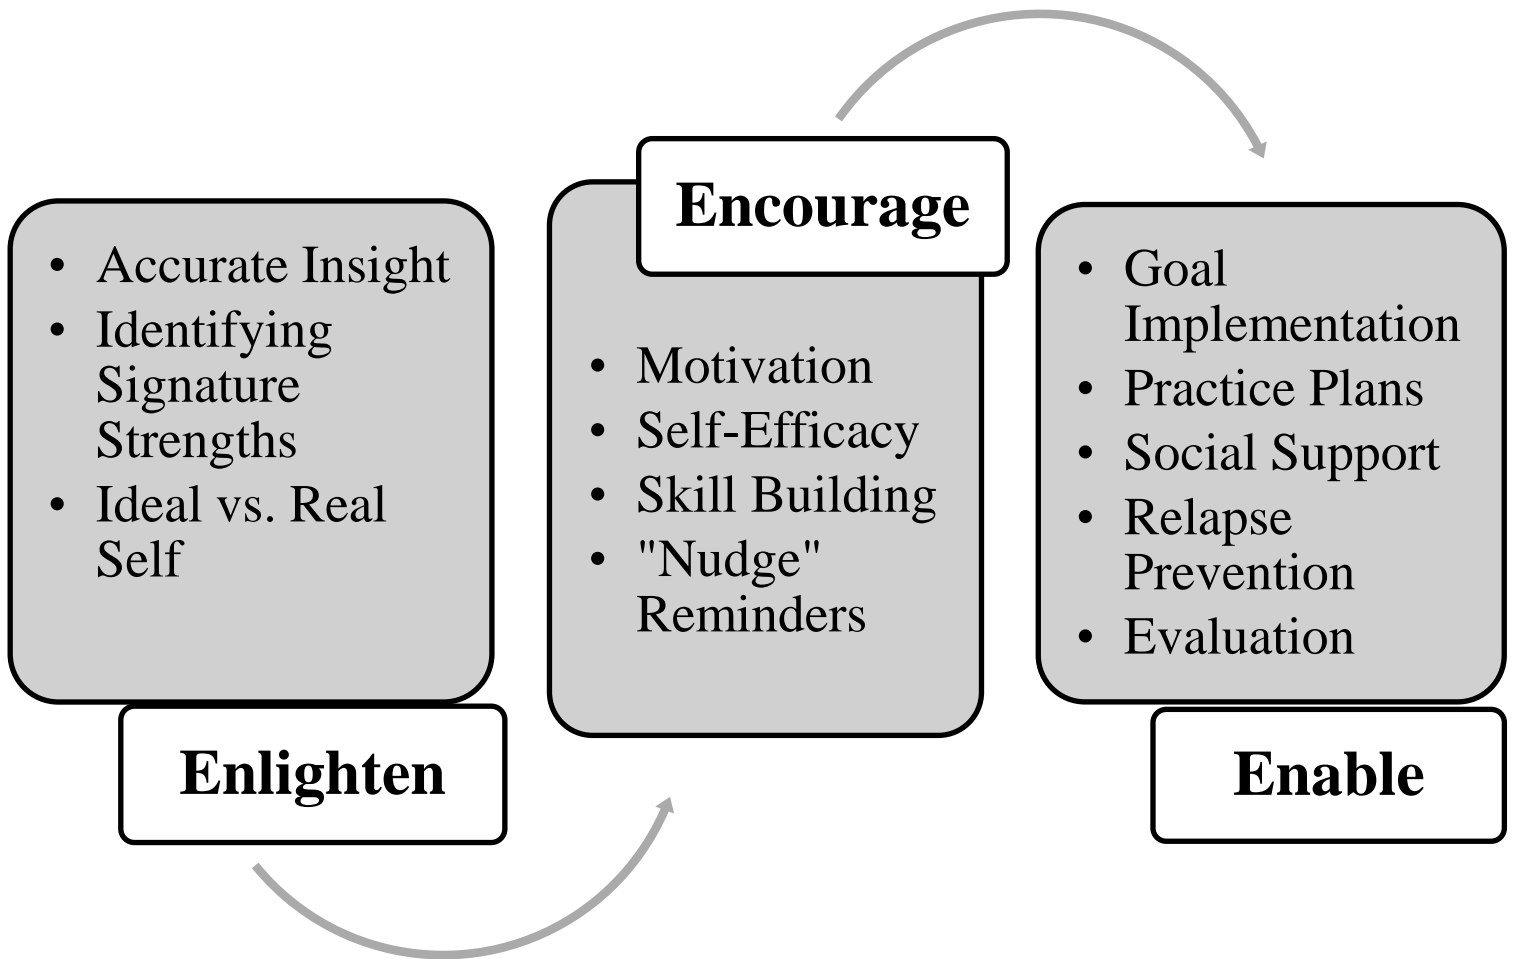 • Accurate Insight
• Identifying
Signature
Strengths
• Ideal vs. Real
Self
Enlighten
Encourage
• Motivation
• Self-Efficacy
• Skill Building
• "Nudge"
Reminders
• Goal
Implementation
• Practice Plans
• Social Support
• Relapse
Prevention
• Evaluation
Enable